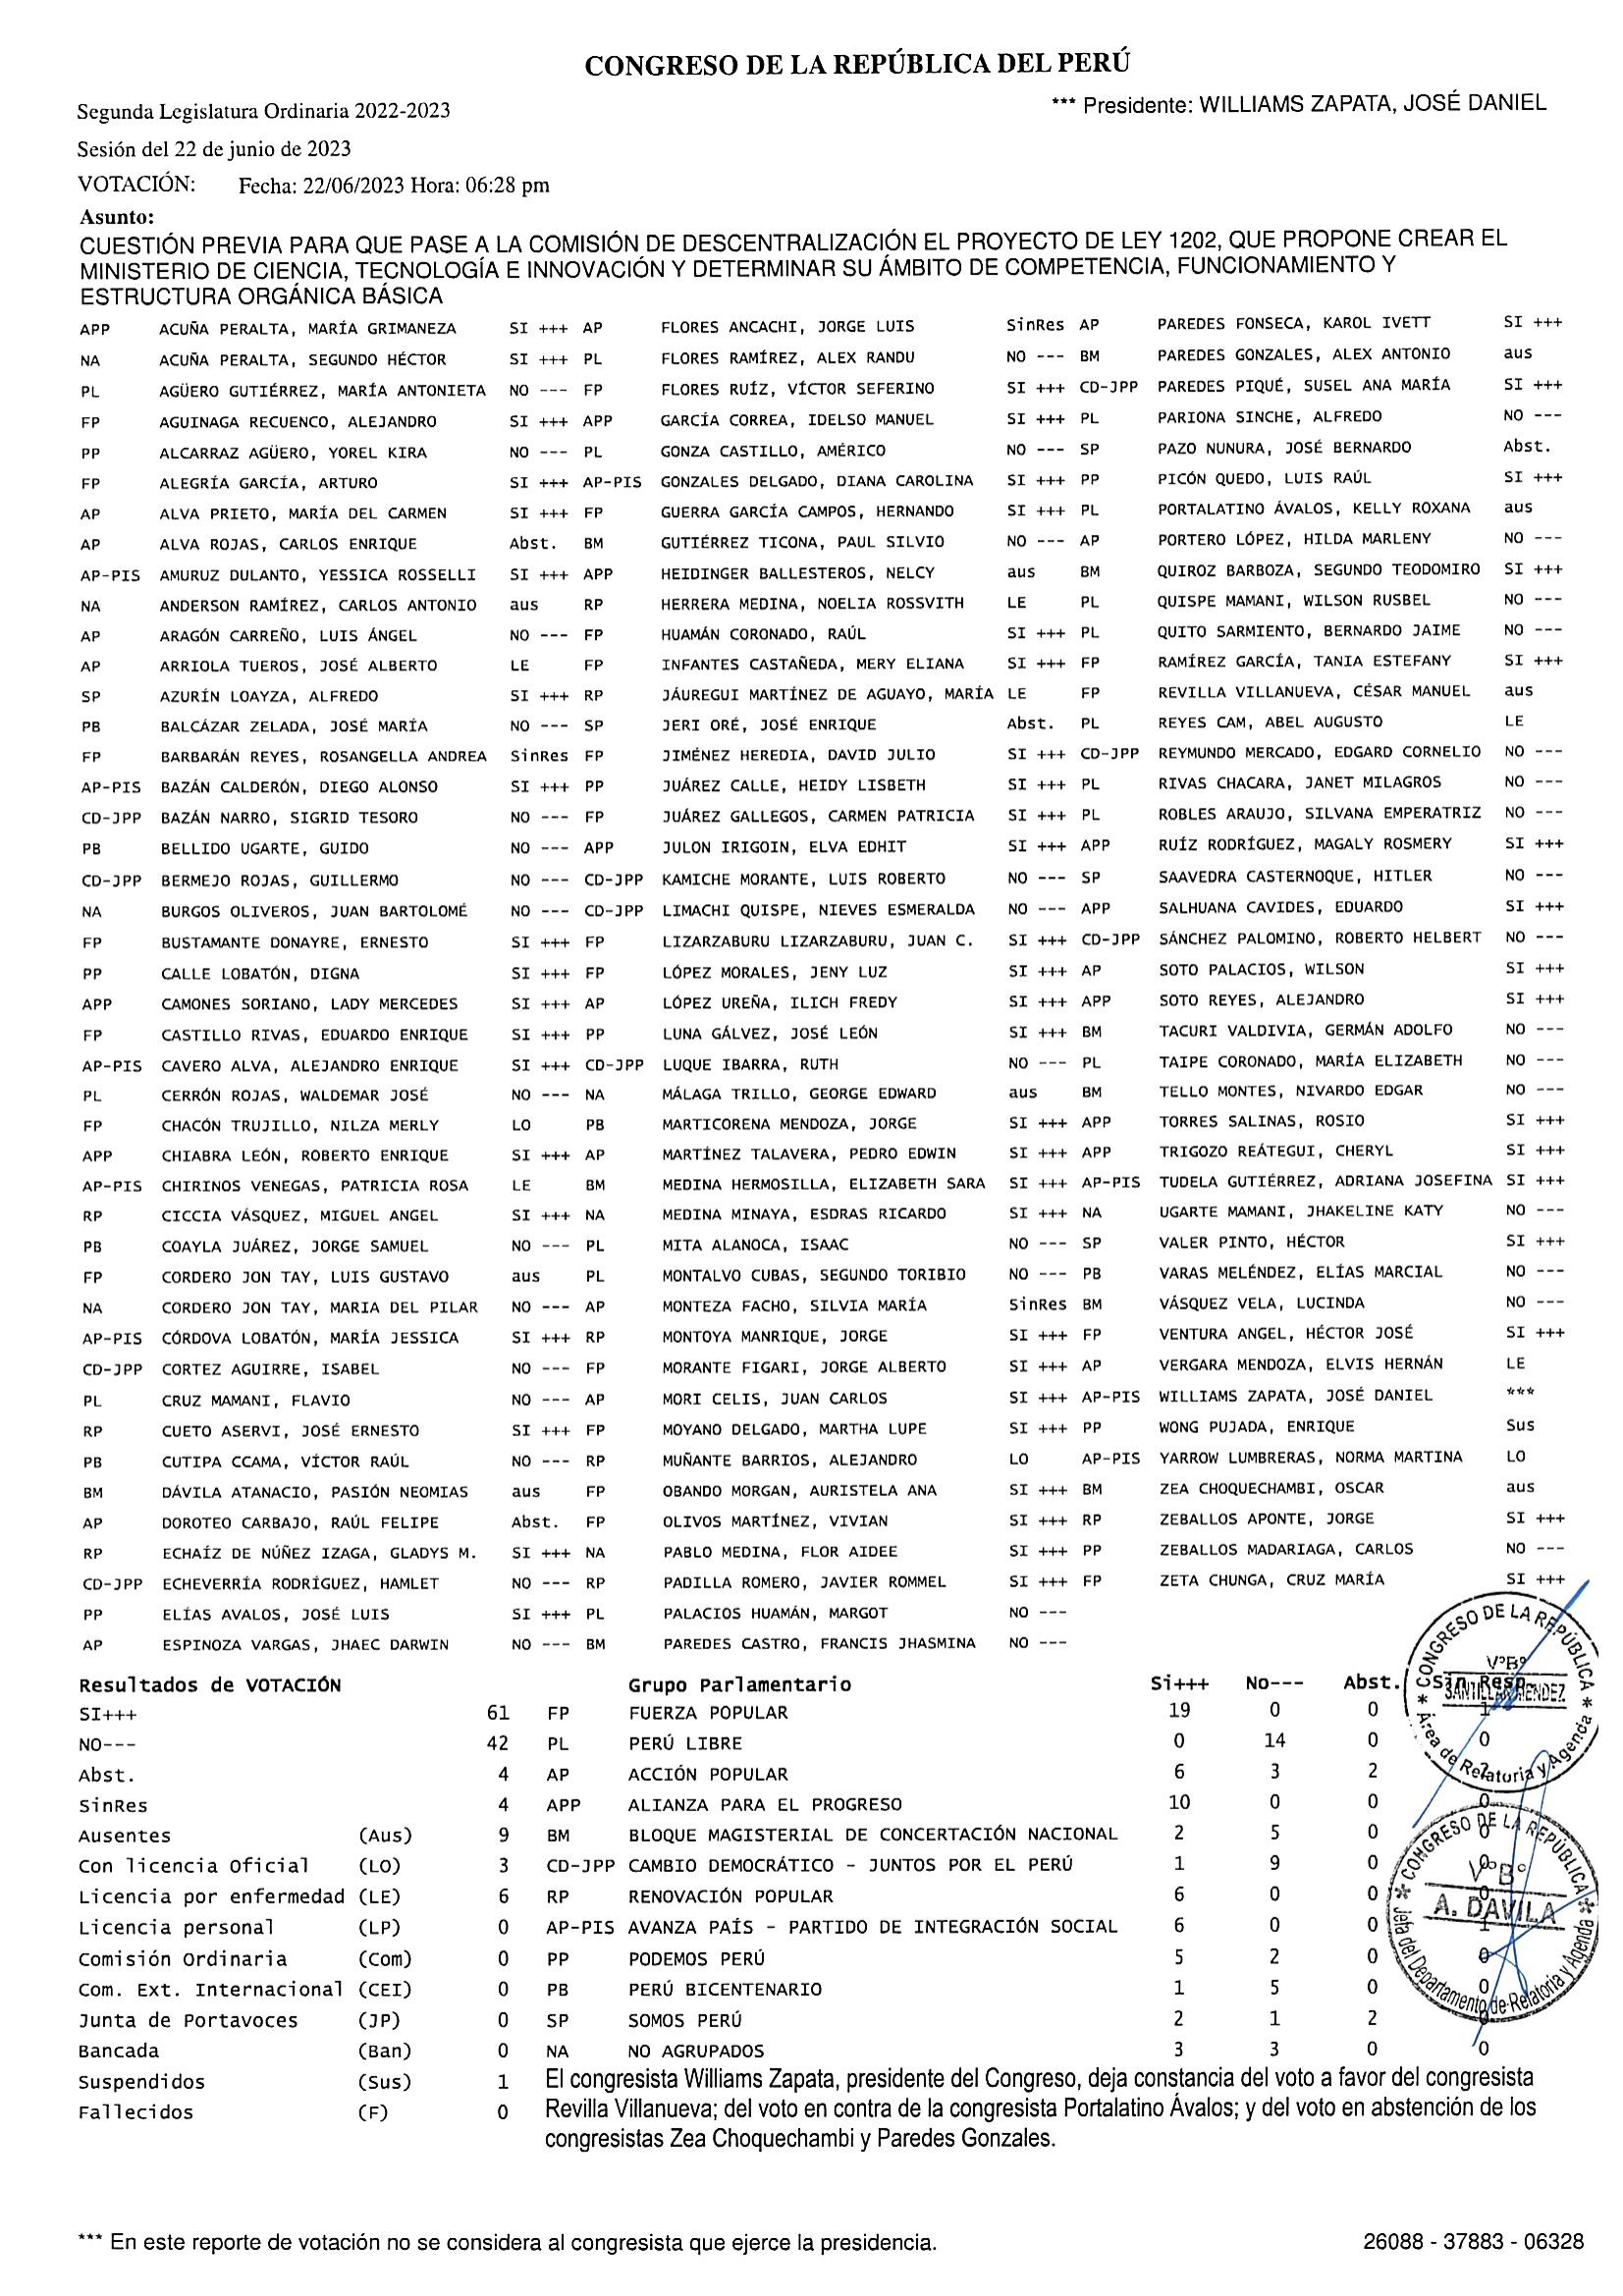 CONGRESO DE LA REPÚBLICA DEL PERÚ
Segunda Legislatura Ordinaria 2022-2023 *** Presidente: WILLIAMS ZAPATA, JOSÉ DANIEL
Sesión del 22 de junio de 2023
VOTACIÓN: Fecha: 22/06/2023 Hora: 06:28 pm
Asunto:
CUESTIÓN PREVIA PARA QUE PASE A LA COMISIÓN DE DESCENTRALIZACIÓN EL PROYECTO DE LEY 1202, QUE PROPONE CREAR EL
MINISTERIO DE CIENCIA, TECNOLOGÍA E INNOVACIÓN Y DETERMINAR SU ÁMBITO DE COMPETENCIA, FUNCIONAMIENTO Y
ESTRUCTURA ORGÁNICA BÁSICA
APP ACUÑA PERALTA, MARÍA GRIMANEZA SI +++ AP FLORES ANCACHI, JORGE LUIS SinRes AP PAREDES FONSECA, KAROL IVETT SI +++
NA ACUÑA PERALTA, SEGUNDO HÉCTOR SI +++ PL FLORES RAMÍREZ, ALEX RANDU NO --- BM PAREDES GONZALES, ALEX ANTONIO aus
PL AGÜERO GUTIÉRREZ, MARÍA ANTONIETA NO --- FP FLORES RUÍZ, VÍCTOR SEFERINO SI +++ CD-JPP PAREDES PIQUÉ, SUSEL ANA MARÍA SI +++
FP AGUINAGA RECUENCO, ALEJANDRO SI +++ APP GARCÍA CORREA, IDELSO MANUEL SI +++ PL PARIONA SINCHE, ALFREDO NO ---
PP ALCARRAZ AGÜERO, YOREL KIRA NO --- PL GONZA CASTILLO, AMÉRICO NO --- SP PAZO NUNURA, JOSÉ BERNARDO Abst.
FP ALEGRÍA GARCÍA, ARTURO SI +++ AP-PIS GONZALES DELGADO, DIANA CAROLINA SI +++ PP PICÓN QUEDO, LUIS RAÚL SI +++
AP ALVA PRIETO, MARÍA DEL CARMEN SI +++ FP GUERRA GARCÍA CAMPOS, HERNANDO SI +++ PL PORTALATINO ÁVALOS, KELLY ROXANA aus
AP ALVA ROJAS, CARLOS ENRIQUE Abst. BM GUTIÉRREZ TICONA, PAUL SILVIO NO --- AP PORTERO LÓPEZ, HILDA MARLENY NO ---
AP-PIS AMURUZ DULANTO, YESSICA ROSSELLI SI +++ APP HEIDINGER BALLESTEROS, NELCY aus BM QUIROZ BARBOZA, SEGUNDO TEODOMIRO SI +++
NA ANDERSON RAMÍREZ, CARLOS ANTONIO aus RP HERRERA MEDINA, NOELIA ROSSVITH LE PL QUISPE MAMANI, WILSON RUSBEL NO ---
AP ARAGÓN CARREÑO, LUIS ÁNGEL NO --- FP HUAMÁN CORONADO, RAÚL SI +++ PL QUITO SARMIENTO, BERNARDO JAIME NO ---
AP ARRIOLA TUEROS, JOSÉ ALBERTO LE FP INFANTES CASTAÑEDA, MERY ELIANA SI +++ FP RAMÍREZ GARCÍA, TANIA ESTEFANY SI +++
SP AZURÍN LOAYZA, ALFREDO SI +++ RP JÁUREGUI MARTÍNEZ DE AGUAYO, MARÍA LE FP REVILLA VILLANUEVA, CÉSAR MANUEL aus
PB BALCÁZAR ZELADA, JOSÉ MARÍA NO --- SP JERI ORÉ, JOSÉ ENRIQUE Abst. PL REYES CAM, ABEL AUGUSTO LE
FP BARBARÁN REYES, ROSANGELLA ANDREA SinRes FP JIMÉNEZ HEREDIA, DAVID JULIO SI +++ CD-JPP REYMUNDO MERCADO, EDGARD CORNELIO NO ---
AP-PIS BAZÁN CALDERÓN, DIEGO ALONSO SI +++ PP JUÁREZ CALLE, HEIDY LISBETH SI +++ PL RIVAS CHACARA, JANET MILAGROS NO ---
CD-JPP BAZÁN NARRO, SIGRID TESORO NO --- FP JUÁREZ GALLEGOS, CARMEN PATRICIA SI +++ PL ROBLES ARAUJO, SILVANA EMPERATRIZ NO ---
PB BELLIDO UGARTE, GUIDO NO --- APP JULON IRIGOIN, ELVA EDHIT SI +++ APP RUÍZ RODRÍGUEZ, MAGALY ROSMERY SI +++
CD-JPP BERMEJO ROJAS, GUILLERMO NO --- CD-JPP KAMICHE MORANTE, LUIS ROBERTO NO --- SP SAAVEDRA CASTERNOQUE, HITLER NO ---
NA BURGOS OLIVEROS, JUAN BARTOLOMÉ NO --- CD-JPP LIMACHI QUISPE, NIEVES ESMERALDA NO --- APP SALHUANA CAVIDES, EDUARDO SI +++
FP BUSTAMANTE DONAYRE, ERNESTO SI +++ FP LIZARZABURU LIZARZABURU, JUAN C. SI +++ CD-JPP SÁNCHEZ PALOMINO, ROBERTO HELBERT NO ---
PP CALLE LOBATÓN, DIGNA SI +++ FP LÓPEZ MORALES, JENY LUZ SI +++ AP SOTO PALACIOS, WILSON SI +++
APP CAMONES SORIANO, LADY MERCEDES SI +++ AP LÓPEZ UREÑA, ILICH FREDY SI +++ APP SOTO REYES, ALEJANDRO SI +++
FP CASTILLO RIVAS, EDUARDO ENRIQUE SI +++ PP LUNA GÁLVEZ, JOSÉ LEÓN SI +++ BM TACURI VALDIVIA, GERMÁN ADOLFO NO ---
AP-PIS CAVERO ALVA, ALEJANDRO ENRIQUE SI +++ CD-JPP LUQUE IBARRA, RUTH NO --- PL TAIPE CORONADO, MARÍA ELIZABETH NO ---
PL CERRÓN ROJAS, WALDEMAR JOSÉ NO --- NA MÁLAGA TRILLO, GEORGE EDWARD aus BM TELLO MONTES, NIVARDO EDGAR NO ---
FP CHACÓN TRUJILLO, NILZA MERLY LO PB MARTICORENA MENDOZA, JORGE SI +++ APP TORRES SALINAS, ROSIO SI +++
APP CHIABRA LEÓN, ROBERTO ENRIQUE SI +++ AP MARTÍNEZ TALAVERA, PEDRO EDWIN SI +++ APP TRIGOZO REÁTEGUI, CHERYL SI +++
AP-PIS CHIRINOS VENEGAS, PATRICIA ROSA LE BM MEDINA HERMOSILLA, ELIZABETH SARA SI +++ AP-PIS TUDELA GUTIÉRREZ, ADRIANA JOSEFINA SI +++
RP CICCIA VÁSQUEZ, MIGUEL ANGEL SI +++ NA MEDINA MINAYA, ESDRAS RICARDO SI +++ NA UGARTE MAMANI, JHAKELINE KATY NO ---
PB COAYLA JUÁREZ, JORGE SAMUEL NO --- PL MITA ALANOCA, ISAAC NO --- SP VALER PINTO, HÉCTOR SI +++
FP CORDERO JON TAY, LUIS GUSTAVO aus PL MONTALVO CUBAS, SEGUNDO TORIBIO NO --- PB VARAS MELÉNDEZ, ELÍAS MARCIAL NO ---
NA CORDERO JON TAY, MARIA DEL PILAR NO --- AP MONTEZA FACHO, SILVIA MARÍA SinRes BM VÁSQUEZ VELA, LUCINDA NO ---
AP-PIS CÓRDOVA LOBATÓN, MARÍA JESSICA SI +++ RP MONTOYA MANRIQUE, JORGE SI +++ FP VENTURA ANGEL, HÉCTOR JOSÉ SI +++
CD-JPP CORTEZ AGUIRRE, ISABEL NO --- FP MORANTE FIGARI, JORGE ALBERTO SI +++ AP VERGARA MENDOZA, ELVIS HERNÁN LE
PL CRUZ MAMANI, FLAVIO NO --- AP MORI CELIS, JUAN CARLOS SI +++ AP-PIS WILLIAMS ZAPATA, JOSÉ DANIEL ***
RP CUETO ASERVI, JOSÉ ERNESTO SI +++ FP MOYANO DELGADO, MARTHA LUPE SI +++ PP WONG PUJADA, ENRIQUE Sus
PB CUTIPA CCAMA, VÍCTOR RAÚL NO --- RP MUÑANTE BARRIOS, ALEJANDRO LO AP-PIS YARROW LUMBRERAS, NORMA MARTINA LO
BM DÁVILA ATANACIO, PASIÓN NEOMIAS aus FP OBANDO MORGAN, AURISTELA ANA SI +++ BM ZEA CHOQUECHAMBI, OSCAR aus
AP DOROTEO CARBAJO, RAÚL FELIPE Abst. FP OLIVOS MARTÍNEZ, VIVIAN SI +++ RP ZEBALLOS APONTE, JORGE SI +++
RP ECHAÍZ DE NÚÑEZ IZAGA, GLADYS M. SI +++ NA PABLO MEDINA, FLOR AIDEE SI +++ PP ZEBALLOS MADARIAGA, CARLOS NO ---
CD-JPP ECHEVERRÍA RODRÍGUEZ, HAMLET NO --- RP PADILLA ROMERO, JAVIER ROMMEL SI +++ FP ZETA CHUNGA, CRUZ MARÍA SI +++
PP ELÍAS AVALOS, JOSÉ LUIS SI +++ PL PALACIOS HUAMÁN, MARGOT NO ---
AP ESPINOZA VARGAS, JHAEC DARWIN NO --- BM PAREDES CASTRO, FRANCIS JHASMINA NO ---
Resultados de VOTACIÓN Grupo Parlamentario Si+++ No--- Abst. Sin Resp.
SI+++ 61 FP FUERZA POPULAR 19 0 0 1
NO--- 42 PL PERÚ LIBRE 0 14 0 0
Abst. 4 AP ACCIÓN POPULAR 6 3 2 2
SinRes 4 APP ALIANZA PARA EL PROGRESO 10 0 0 0
Ausentes (Aus) 9 BM BLOQUE MAGISTERIAL DE CONCERTACIÓN NACIONAL 2 5 0 0
Con licencia Oficial (LO) 3 CD-JPP CAMBIO DEMOCRÁTICO - JUNTOS POR EL PERÚ 1 9 0 0
Licencia por enfermedad (LE) 6 RP RENOVACIÓN POPULAR 6 0 0 0
Licencia personal (LP) 0 AP-PIS AVANZA PAÍS - PARTIDO DE INTEGRACIÓN SOCIAL 6 0 0 1
Comisión Ordinaria (Com) 0 PP PODEMOS PERÚ 5 2 0 0
Com. Ext. Internacional (CEI) 0 PB PERÚ BICENTENARIO 1 5 0 0
Junta de Portavoces (JP) 0 SP SOMOS PERÚ 2 1 2 0
Bancada (Ban) 0 NA NO AGRUPADOS 3 3 0 0
Suspendidos (Sus) 1
Fallecidos (F) 0
El congresista Williams Zapata, presidente del Congreso, deja constancia del voto a favor del congresista
Revilla Villanueva; del voto en contra de la congresista Portalatino Ávalos; y del voto en abstención de los
congresistas Zea Choquechambi y Paredes Gonzales.
CONGRESO DE LA REPÚBLICA
V°B°
Área de Relatoria y Agenda
CONGRESO DE LA REPÚBLICA
V°B°
A. DAVILA
Jefa del Departamento de Relatoria y Agenda
*** En este reporte de votación no se considera al congresista que ejerce la presidencia. 26088 - 37883 - 06328